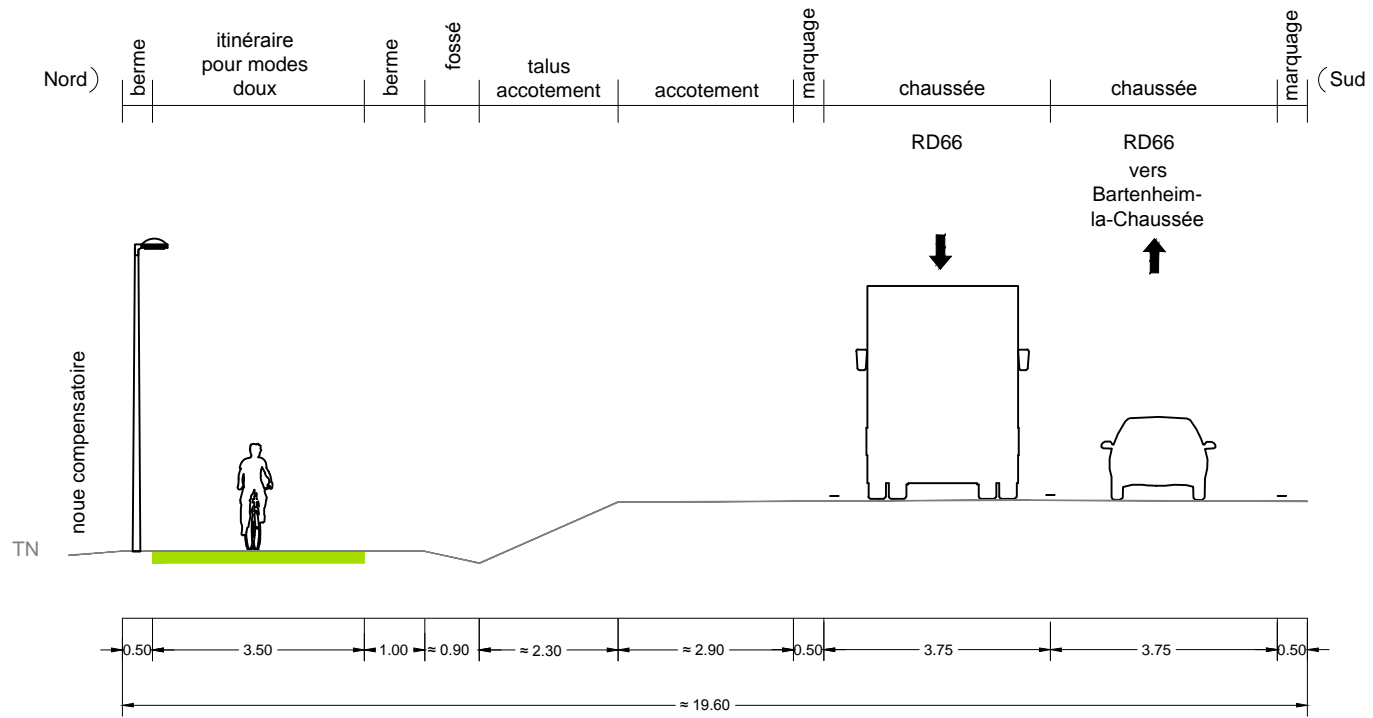 Nord)
berme
itinéraire
pour modes
doux
berme
fossé
talus
accotement
accotement
marquage
chaussée
chaussée
marquage
(Sud
RD66
RD66
vers
Bartenheim-
la-Chaussée
noue compensatoire
TN
0.50
3.50
1.00
≈ 0.90
≈ 2.30
≈ 2.90
0.50
3.75
3.75
0.50
≈ 19.60